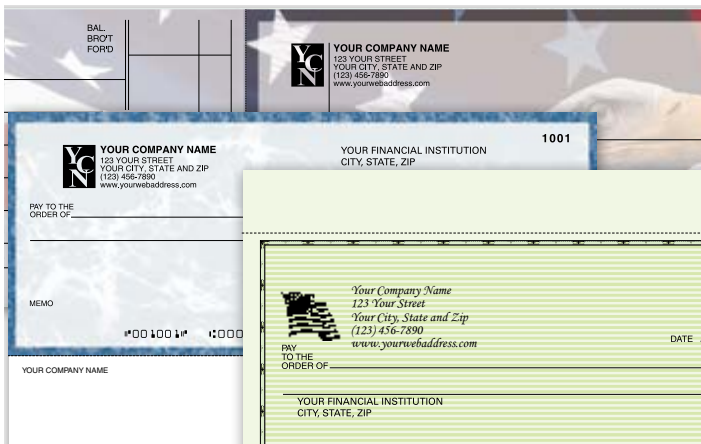 BAL.
BRO'T
FOR'D
YCN
YOUR COMPANY NAME
123 YOUR STREET
YOUR CITY, STATE AND ZIP
(123) 456-7890
www.yourwebaddress.com
1001
YCN
YOUR COMPANY NAME
123 YOUR STREET
YOUR CITY, STATE AND ZIP
(123) 456-7890
www.yourwebaddress.com
YOUR FINANCIAL INSTITUTION
CITY, STATE, ZIP
PAY TO THE
ORDER OF
MEMO
⑈001001⑈ ⑆000
YOUR COMPANY NAME
Your Company Name
123 Your Street
Your City, State and Zip
(123) 456-7890
www.yourwebaddress.com
DATE
PAY
TO THE
ORDER OF
YOUR FINANCIAL INSTITUTION
CITY, STATE, ZIP